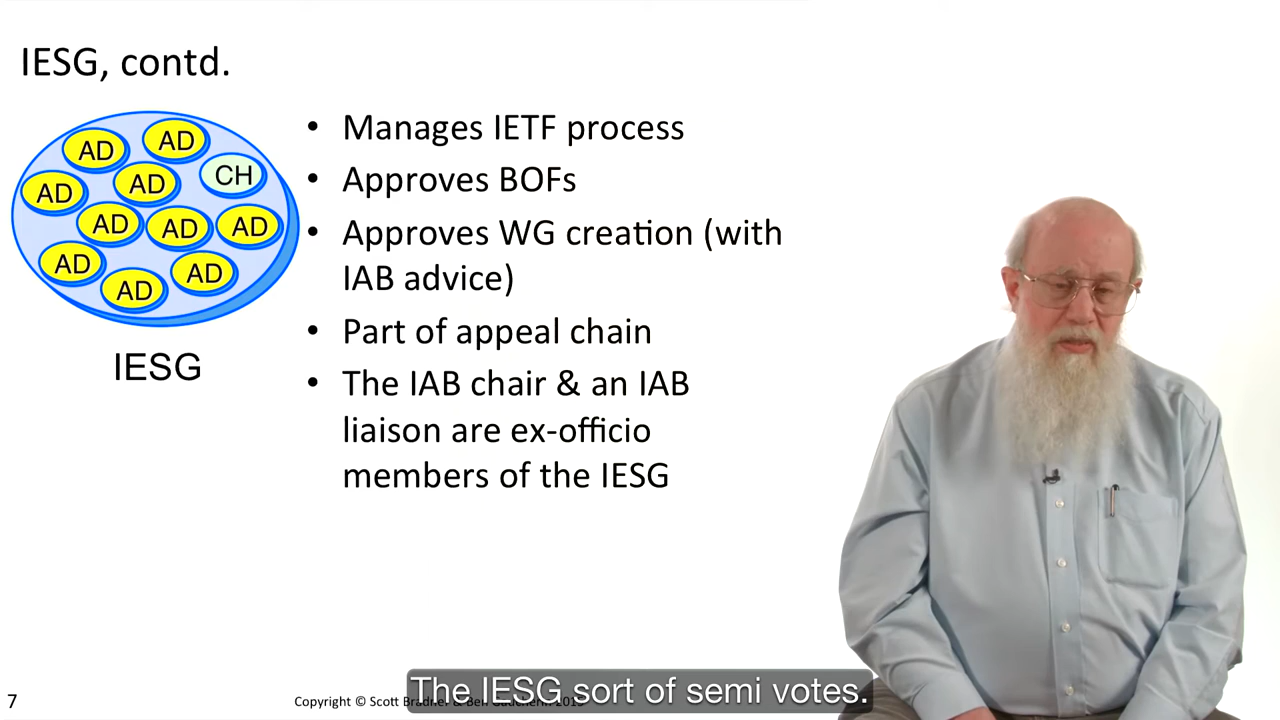 IESG, contd.
AD
AD
CH
AD
AD
AD
AD
AD
AD
AD
AD
IESG
• Manages IETF process
• Approves BOFs
• Approves WG creation (with
IAB advice)
• Part of appeal chain
• The IAB chair & an IAB
liaison are ex-officio
members of the IESG
The IESG sort of semi votes.
7
Copyright © Scott Bradner & Ben